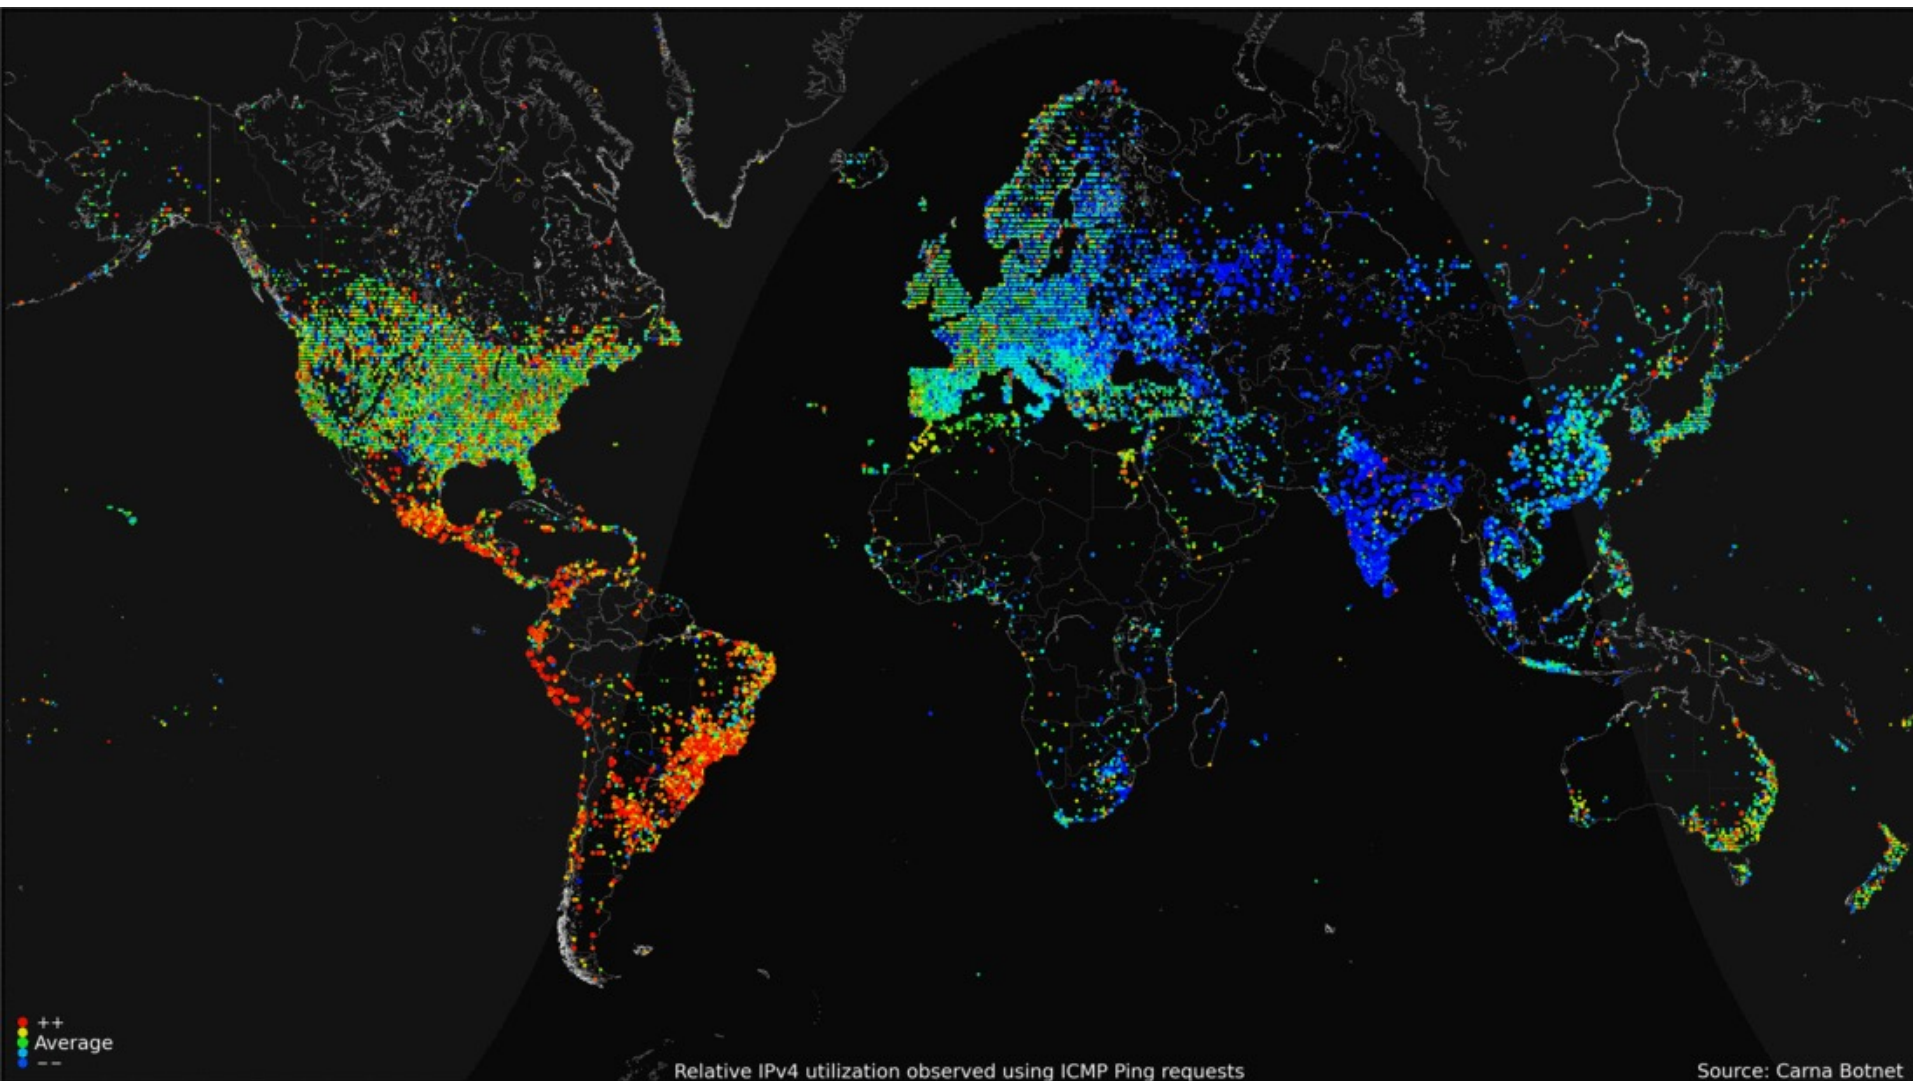 ++
Average
--
Relative IPv4 utilization observed using ICMP Ping requests
Source: Carna Botnet